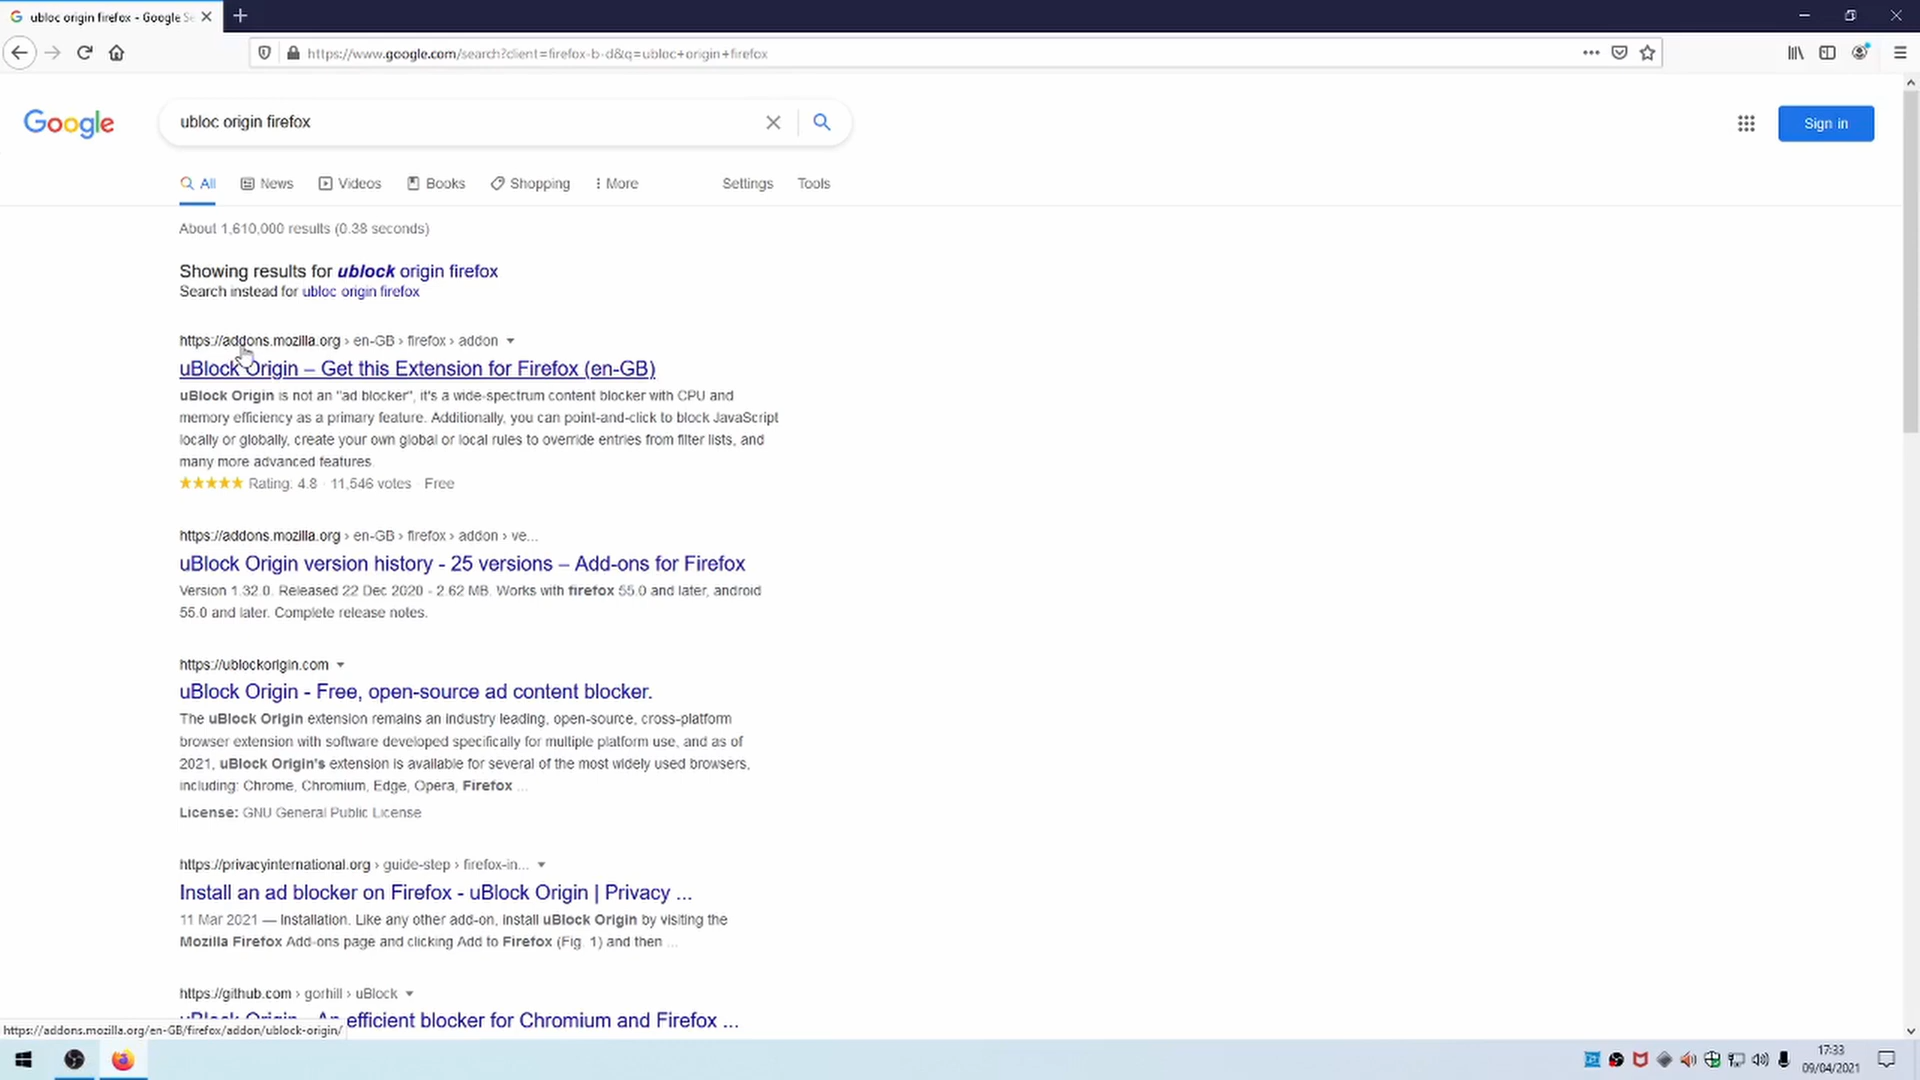 ubloc origin firefox - Google Se
https://www.google.com/search?client=firefox-b-d&q=ubloc+origin+firefox
Google
ubloc origin firefox
Sign in
All News Videos Books Shopping More Settings Tools
About 1,610,000 results (0.38 seconds)
Showing results for ublock origin firefox
Search instead for ubloc origin firefox
https://addons.mozilla.org › en-GB › firefox › addon
uBlock Origin – Get this Extension for Firefox (en-GB)
uBlock Origin is not an "ad blocker", it's a wide-spectrum content blocker with CPU and
memory efficiency as a primary feature. Additionally, you can point-and-click to block JavaScript
locally or globally, create your own global or local rules to override entries from filter lists, and
many more advanced features.
Rating: 4.8 · 11,546 votes · Free
https://addons.mozilla.org › en-GB › firefox › addon › ve...
uBlock Origin version history - 25 versions – Add-ons for Firefox
Version 1.32.0. Released 22 Dec 2020 - 2.62 MB. Works with firefox 55.0 and later, android
55.0 and later. Complete release notes.
https://ublockorigin.com
uBlock Origin - Free, open-source ad content blocker.
The uBlock Origin extension remains an industry leading, open-source, cross-platform
browser extension with software developed specifically for multiple platform use, and as of
2021, uBlock Origin's extension is available for several of the most widely used browsers,
including: Chrome, Chromium, Edge, Opera, Firefox ...
License: GNU General Public License
https://privacyinternational.org › guide-step › firefox-in...
Install an ad blocker on Firefox - uBlock Origin | Privacy ...
11 Mar 2021 — Installation. Like any other add-on, install uBlock Origin by visiting the
Mozilla Firefox Add-ons page and clicking Add to Firefox (Fig. 1) and then ...
https://github.com › gorhill › uBlock
uBlock Origin - An efficient blocker for Chromium and Firefox ...
https://addons.mozilla.org/en-GB/firefox/addon/ublock-origin/
17:33
09/04/2021